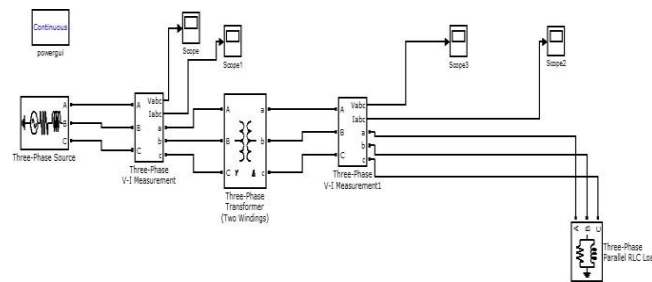 Continuous
powergui
Scope
Scope1
Scope3
Scope2
A
B
C
Three-Phase Source
A
B
C
Vabc
Iabc
a
b
c
Three-Phase
V-I Measurement
A
B
C
a
b
c
Y
Three-Phase
Transformer
(Two Windings)
A
B
C
Vabc
Iabc
a
b
c
Three-Phase
V-I Measurement1
A
B
C
Three-Phase
Parallel RLC Loa